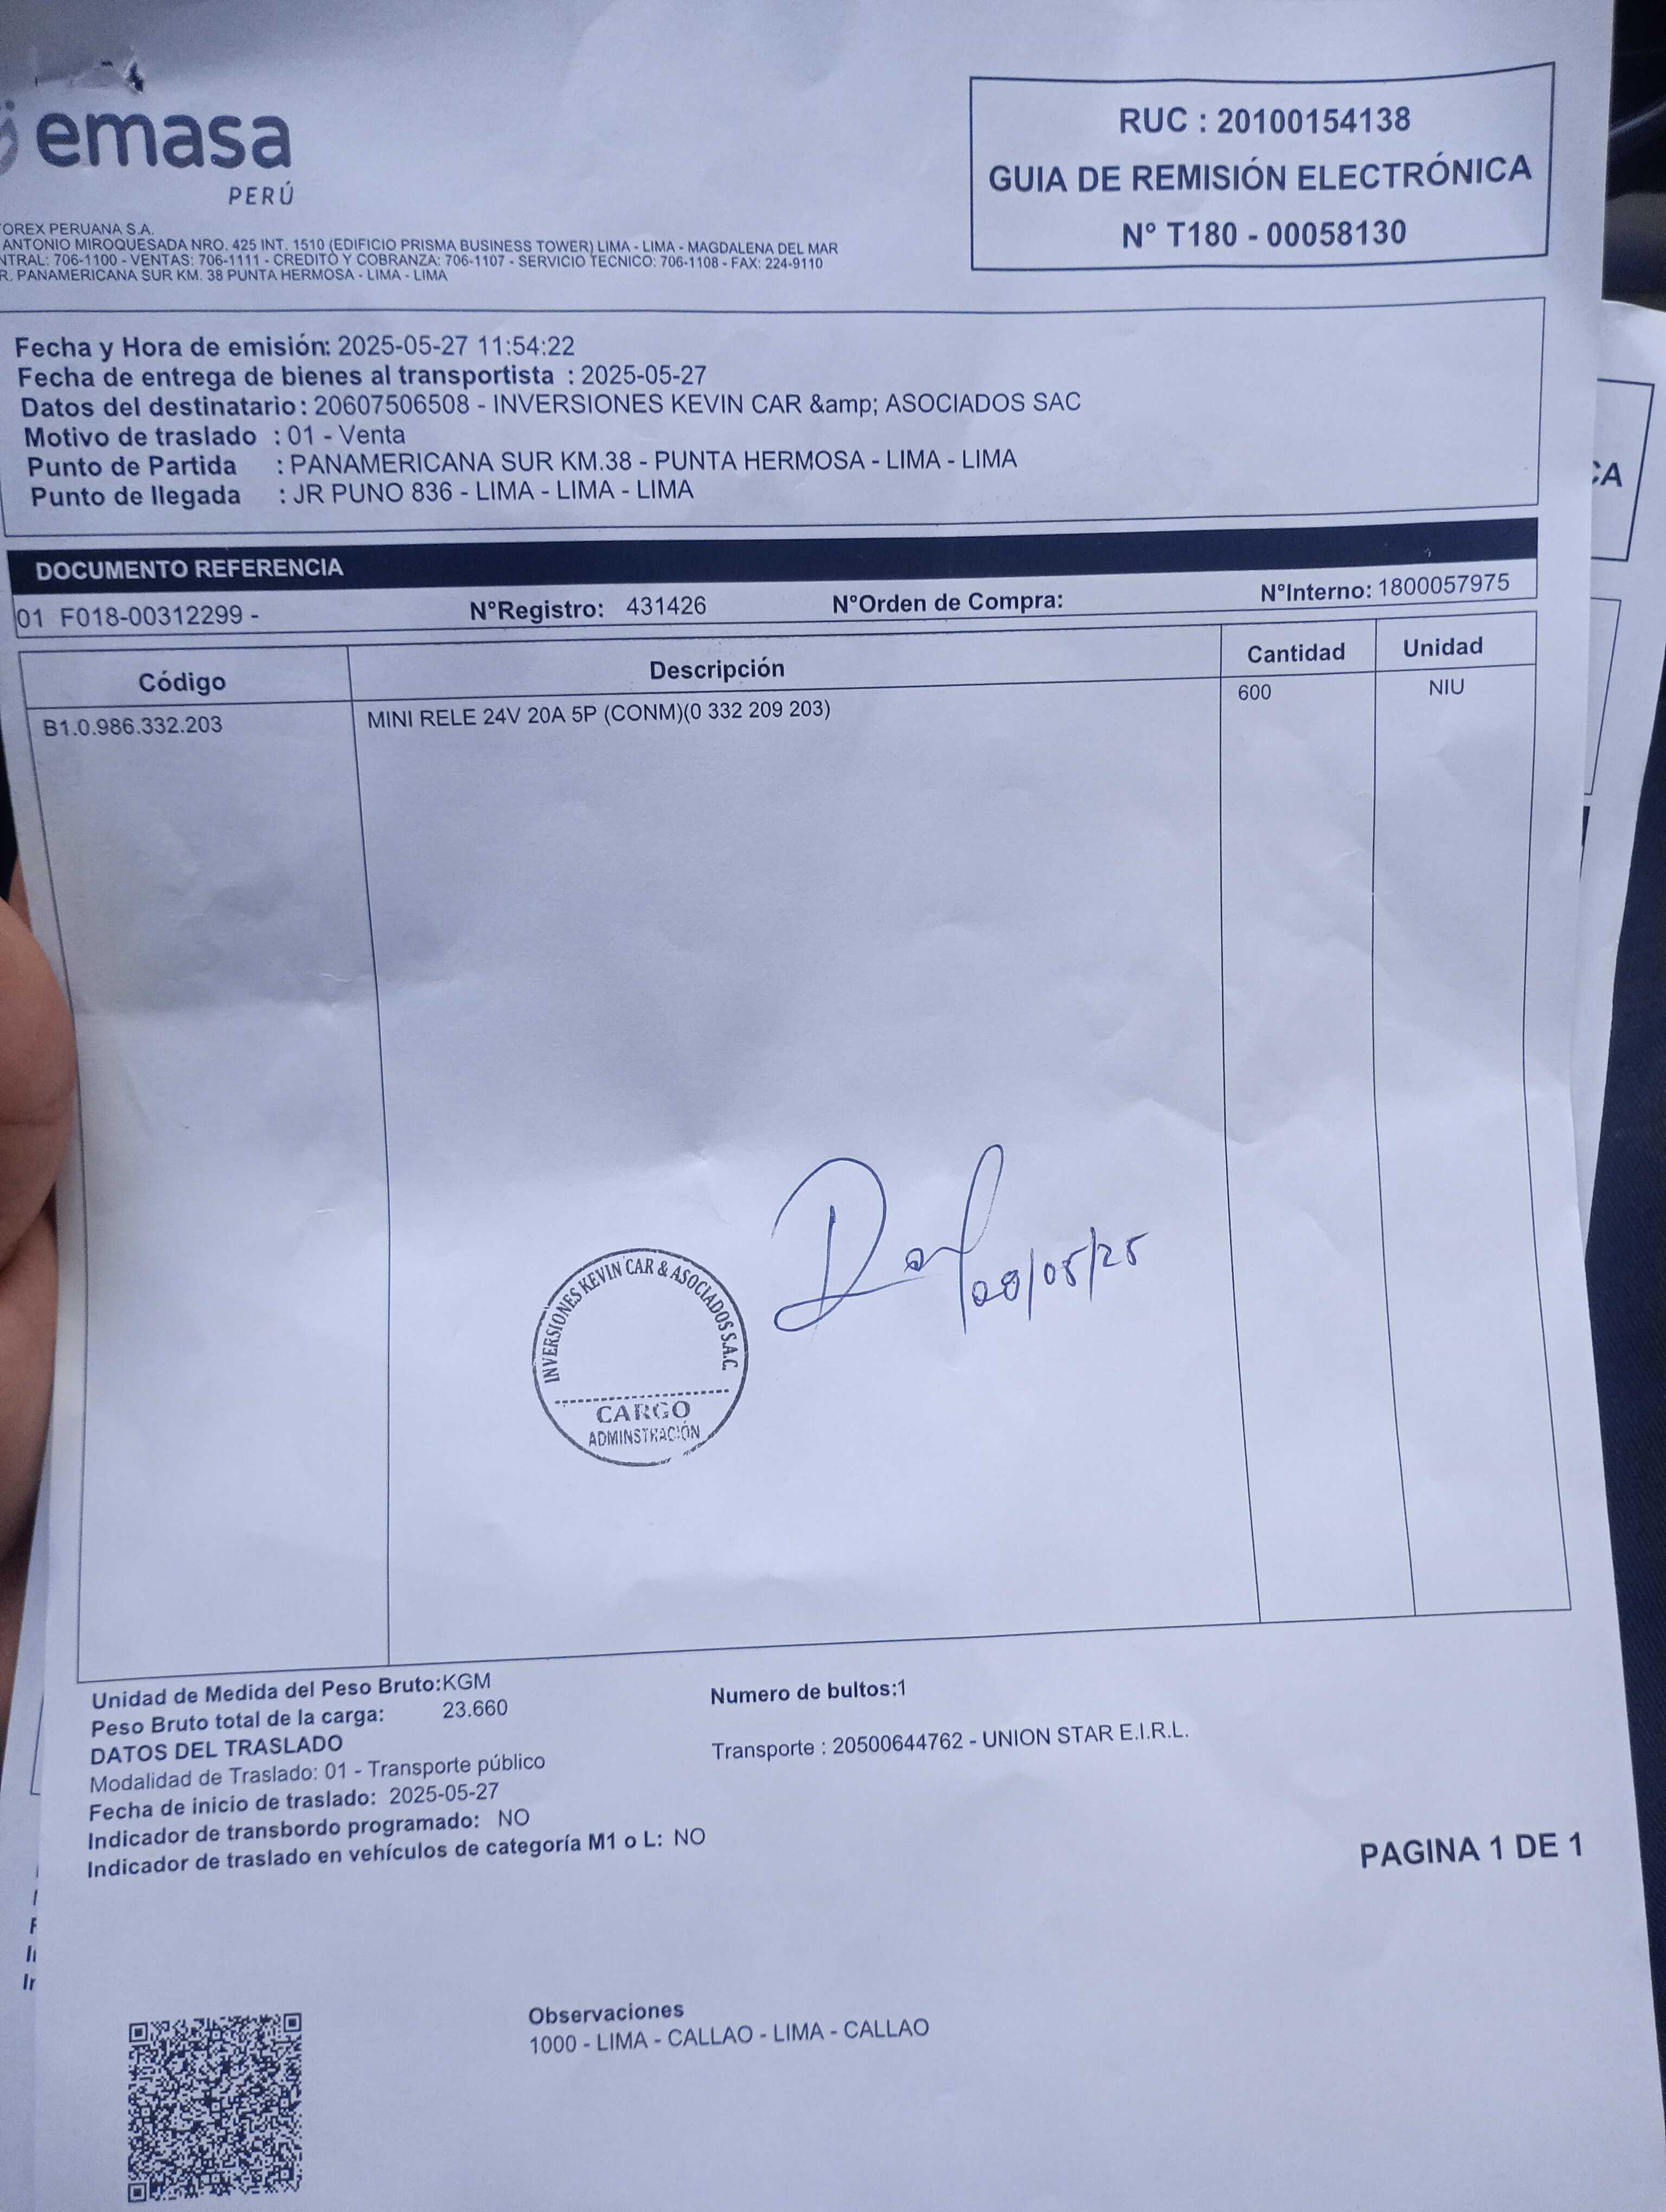 emasa
PERÚ
OREX PERUANA S.A.
ANTONIO MIROQUESADA NRO. 425 INT. 1510 (EDIFICIO PRISMA BUSINESS TOWER) LIMA - LIMA - MAGDALENA DEL MAR
NTRAL: 706-1100 - VENTAS: 706-1111 - CREDITO Y COBRANZA: 706-1107 - SERVICIO TECNICO: 706-1108 - FAX: 224-9110
R. PANAMERICANA SUR KM. 38 PUNTA HERMOSA - LIMA - LIMA
RUC : 20100154138
GUIA DE REMISIÓN ELECTRÓNICA
N° T180 - 00058130
Fecha y Hora de emisión: 2025-05-27 11:54:22
Fecha de entrega de bienes al transportista : 2025-05-27
Datos del destinatario : 20607506508 - INVERSIONES KEVIN CAR &amp; ASOCIADOS SAC
Motivo de traslado : 01 - Venta
Punto de Partida : PANAMERICANA SUR KM.38 - PUNTA HERMOSA - LIMA - LIMA
Punto de llegada : JR PUNO 836 - LIMA - LIMA - LIMA
CA
DOCUMENTO REFERENCIA
01 F018-00312299 - N°Registro: 431426 N°Orden de Compra: N°Interno: 1800057975
Código Descripción Cantidad Unidad
B1.0.986.332.203 MINI RELE 24V 20A 5P (CONM)(0 332 209 203) 600 NIU
28/05/25
INVERSIONES KEVIN CAR & ASOCIADOS S.A.C.
CARGO
ADMINSTRACIÓN
Unidad de Medida del Peso Bruto:KGM Numero de bultos:1
Peso Bruto total de la carga: 23.660
DATOS DEL TRASLADO Transporte : 20500644762 - UNION STAR E.I.R.L.
Modalidad de Traslado: 01 - Transporte público
Fecha de inicio de traslado: 2025-05-27
Indicador de transbordo programado: NO
Indicador de traslado en vehículos de categoría M1 o L: NO
PAGINA 1 DE 1
Observaciones
1000 - LIMA - CALLAO - LIMA - CALLAO